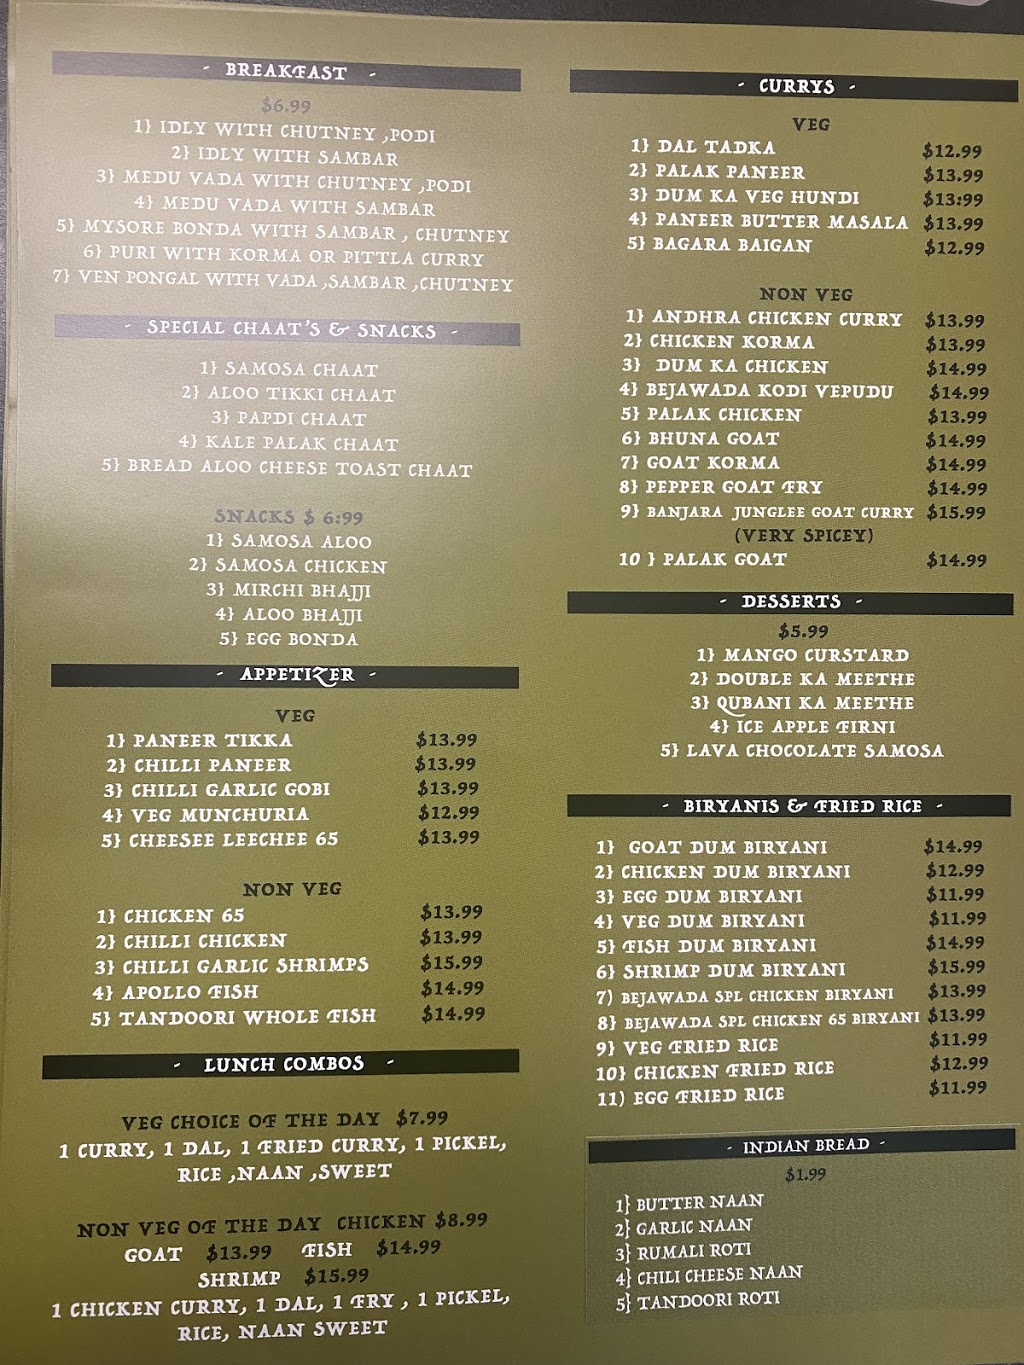 - BREAKFAST -
$6.99
1} IDLY WITH CHUTNEY ,PODI
2} IDLY WITH SAMBAR
3} MEDU VADA WITH CHUTNEY ,PODI
4} MEDU VADA WITH SAMBAR
5} MYSORE BONDA WITH SAMBAR , CHUTNEY
6} PURI WITH KORMA OR PITTLA CURRY
7} VEN PONGAL WITH VADA ,SAMBAR ,CHUTNEY
- SPECIAL CHAAT'S & SNACKS -
1} SAMOSA CHAAT
2} ALOO TIKKI CHAAT
3} PAPDI CHAAT
4} KALE PALAK CHAAT
5} BREAD ALOO CHEESE TOAST CHAAT
SNACKS $ 6:99
1} SAMOSA ALOO
2} SAMOSA CHICKEN
3} MIRCHI BHAJJI
4} ALOO BHAJJI
5} EGG BONDA
- APPETIZER -
VEG
1} PANEER TIKKA $13.99
2} CHILLI PANEER $13.99
3} CHILLI GARLIC GOBI $13.99
4} VEG MUNCHURIA $12.99
5} CHEESEE LEECHEE 65 $13.99
NON VEG
1} CHICKEN 65 $13.99
2} CHILLI CHICKEN $13.99
3} CHILLI GARLIC SHRIMPS $15.99
4} APOLLO FISH $14.99
5} TANDOORI WHOLE FISH $14.99
- LUNCH COMBOS -
VEG CHOICE OF THE DAY $7.99
1 CURRY, 1 DAL, 1 FRIED CURRY, 1 PICKEL,
RICE ,NAAN ,SWEET
NON VEG OF THE DAY CHICKEN $8.99
GOAT $13.99 FISH $14.99
SHRIMP $15.99
1 CHICKEN CURRY, 1 DAL, 1 FRY , 1 PICKEL,
RICE, NAAN SWEET
- CURRYS -
VEG
1} DAL TADKA $12.99
2} PALAK PANEER $13.99
3} DUM KA VEG HUNDI $13:99
4} PANEER BUTTER MASALA $13.99
5} BAGARA BAIGAN $12.99
NON VEG
1} ANDHRA CHICKEN CURRY $13.99
2} CHICKEN KORMA $13.99
3} DUM KA CHICKEN $14.99
4} BEJAWADA KODI VEPUDU $14.99
5} PALAK CHICKEN $13.99
6} BHUNA GOAT $14.99
7} GOAT KORMA $14.99
8} PEPPER GOAT FRY $14.99
9} BANJARA JUNGLEE GOAT CURRY $15.99
(VERY SPICEY)
10 } PALAK GOAT $14.99
- DESSERTS -
$5.99
1} MANGO CURSTARD
2} DOUBLE KA MEETHE
3} QUBANI KA MEETHE
4} ICE APPLE FIRNI
5} LAVA CHOCOLATE SAMOSA
- BIRYANIS & FRIED RICE -
1} GOAT DUM BIRYANI $14.99
2} CHICKEN DUM BIRYANI $12.99
3} EGG DUM BIRYANI $11.99
4} VEG DUM BIRYANI $11.99
5} FISH DUM BIRYANI $14.99
6} SHRIMP DUM BIRYANI $15.99
7) BEJAWADA SPL CHICKEN BIRYANI $13.99
8} BEJAWADA SPL CHICKEN 65 BIRYANI $13.99
9} VEG FRIED RICE $11.99
10} CHICKEN FRIED RICE $12.99
11) EGG FRIED RICE $11.99
- INDIAN BREAD -
$1.99
1} BUTTER NAAN
2} GARLIC NAAN
3} RUMALI ROTI
4} CHILI CHEESE NAAN
5} TANDOORI ROTI